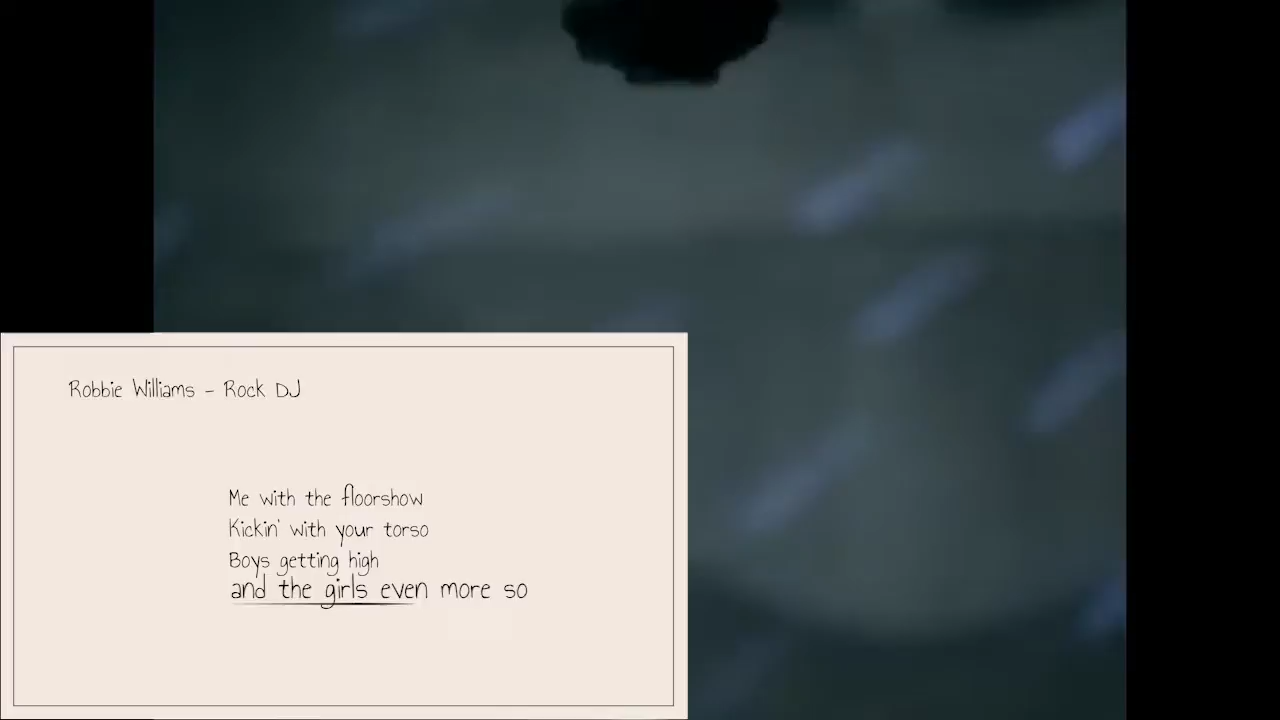 Robbie Williams - Rock DJ
Me with the floorshow
Kickin' with your torso
Boys getting high
and the girls even more so